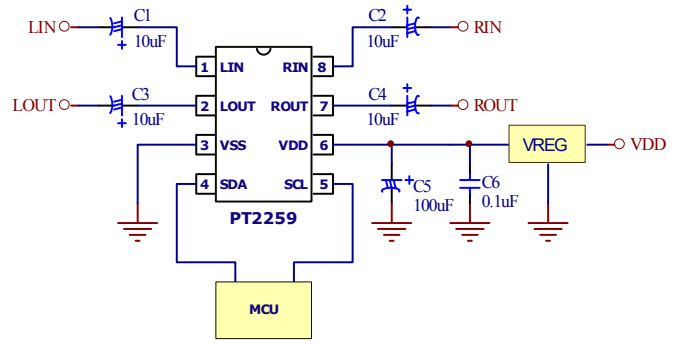 LIN
C1
+
10uF
C2
+
10uF
RIN
1 LIN
RIN 8
LOUT
C3
+
10uF
2 LOUT
ROUT 7
C4
+
10uF
ROUT
3 VSS
VDD 6
VREG
VDD
4 SDA
SCL 5
+
C5
100uF
C6
0.1uF
PT2259
MCU